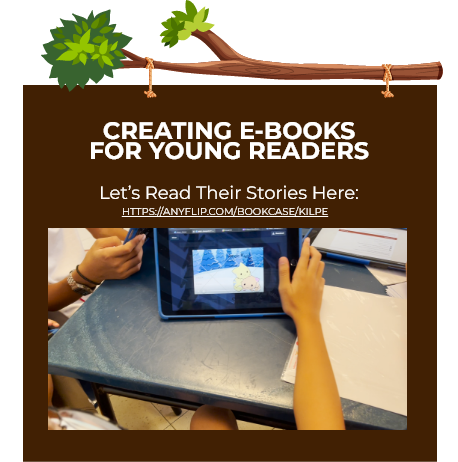 CREATING E-BOOKS
FOR YOUNG READERS
Let's Read Their Stories Here:
HTTPS://ANYFLIP.COM/BOOKCASE/KILPE